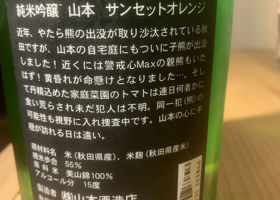 純米吟醸 山本 サンセットオレンジ
近年、やたら熊の出没が取り沙汰されている秋
田ですが、山本の自宅庭にもついに子熊が出没
しました！近くには警戒心Maxの親熊もいたは
ずは！黄昏れが命懸けとなりました…。そし
て丹精込めた家庭菜園のトマトは連日何者かに
食い荒らされ未だ犯人は不明。同一犯(熊)の
可能性も視野に入れ捜査中です。山本の心に平
穏が訪れる日は遠い。
原材料名 米(秋田県産)、米麹(秋田県産)、
精米歩合 55%
原料米 美山錦100%
アルコール分 15度
製造者 ㈱山本酒造店